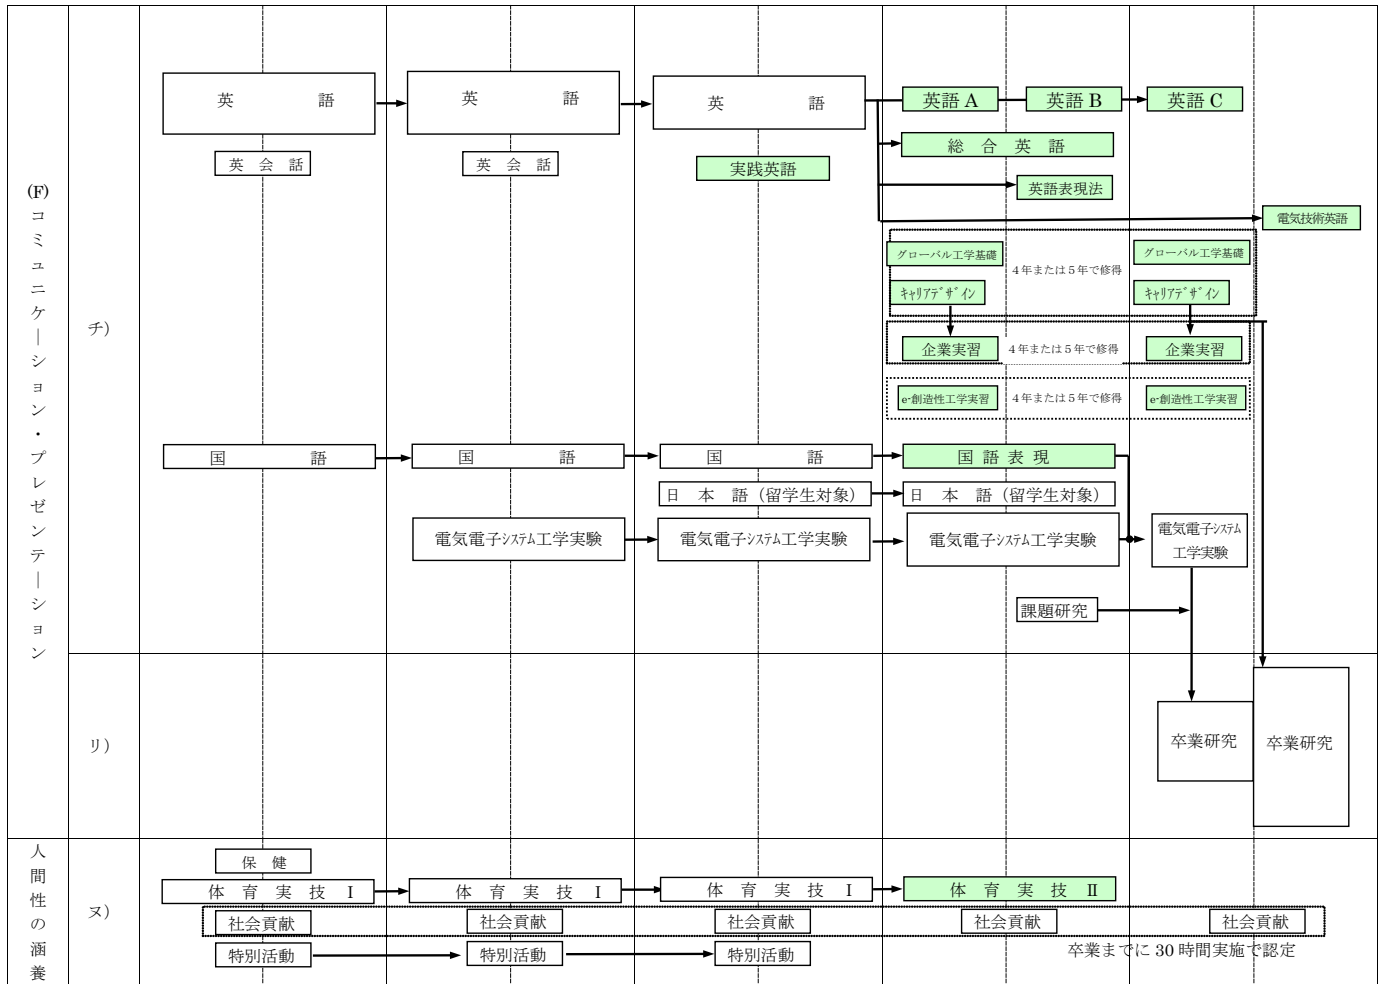 (F)コミュニケ―ション・プレゼンテ―ション
チ)
英　語
英　語
英　語
英語 A
英語 B
英語 C
英 会 話
英 会 話
実践英語
総 合 英 語
英語表現法
電気技術英語
グローバル工学基礎
4年または5年で修得
グローバル工学基礎
ｷｬﾘｱﾃﾞｻﾞｲﾝ
ｷｬﾘｱﾃﾞｻﾞｲﾝ
企業実習
4年または5年で修得
企業実習
e-創造性工学実習
4年または5年で修得
e-創造性工学実習
国　語
国　語
国　語
国 語 表 現
日 本 語（留学生対象）
日 本 語（留学生対象）
電気電子ｼｽﾃﾑ工学実験
電気電子ｼｽﾃﾑ工学実験
電気電子ｼｽﾃﾑ工学実験
電気電子ｼｽﾃﾑ
工学実験
課題研究
リ)
卒業研究
卒業研究
人間性の涵養
ヌ)
保 健
体 育 実 技 Ⅰ
体 育 実 技 Ⅰ
体 育 実 技 Ⅰ
体 育 実 技 Ⅱ
社会貢献
社会貢献
社会貢献
社会貢献
社会貢献
特別活動
特別活動
特別活動
卒業までに 30 時間実施で認定